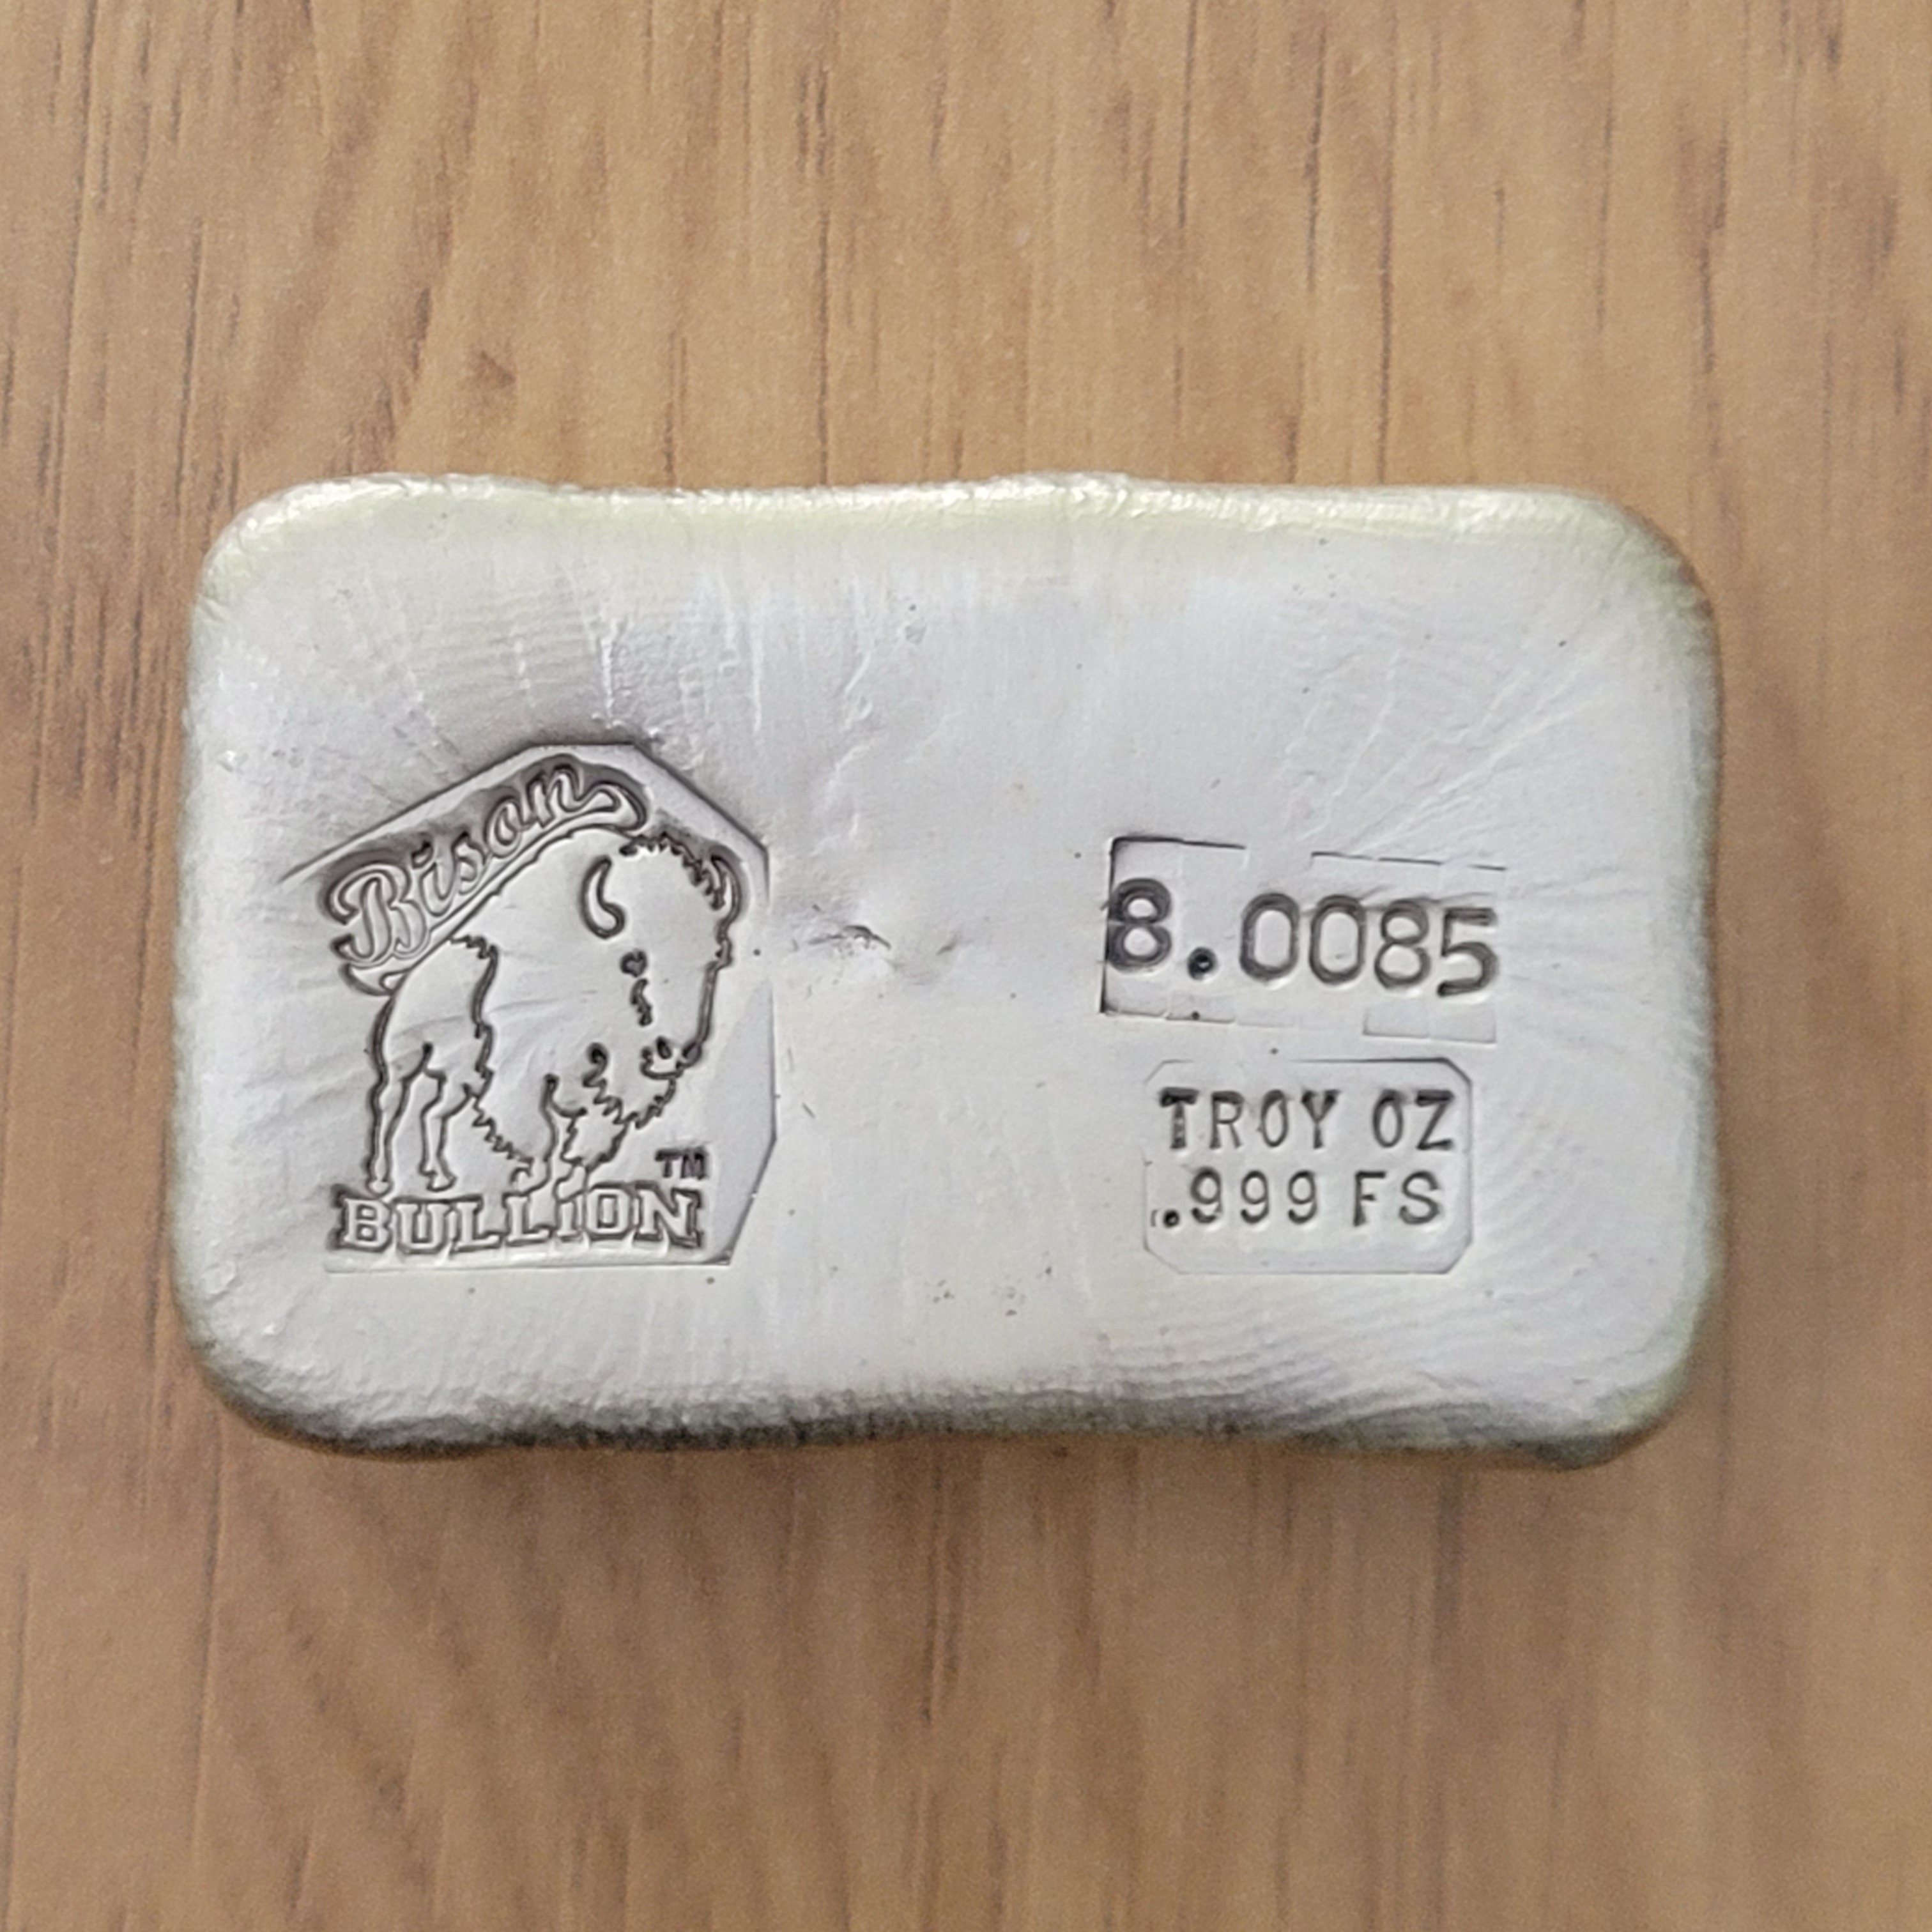 Bison
TM
BULLION
8.0085
TROY OZ
.999 FS